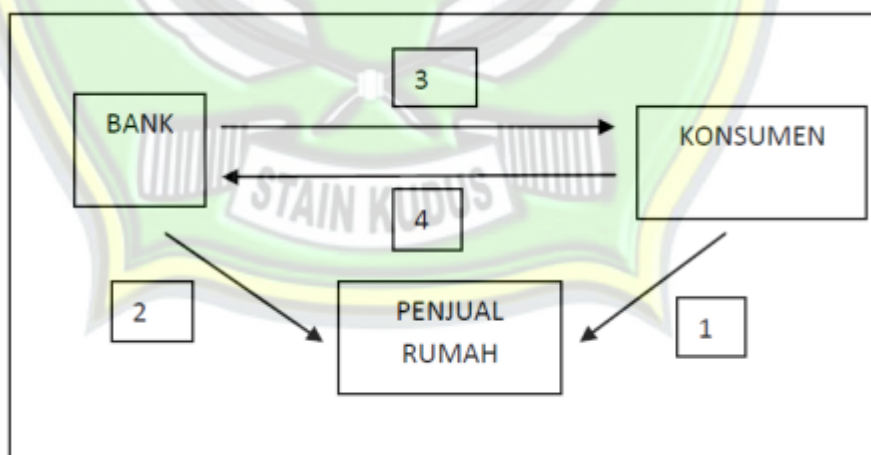 3
BANK
KONSUMEN
STAIN KUDUS
4
2
PENJUAL
RUMAH
1